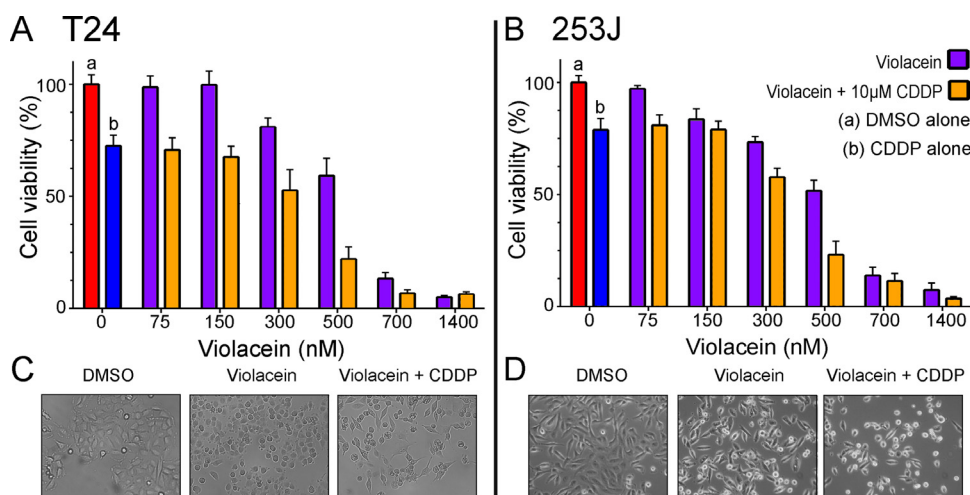 A T24
Cell viability (%)
100
50
0
a
b
0 75 150 300 500 700 1400
Violacein (nM)
B 253J
Cell viability (%)
100
50
0
a
b
Violacein
Violacein + 10µM CDDP
(a) DMSO alone
(b) CDDP alone
0 75 150 300 500 700 1400
Violacein (nM)
C
DMSO Violacein Violacein + CDDP
D
DMSO Violacein Violacein + CDDP